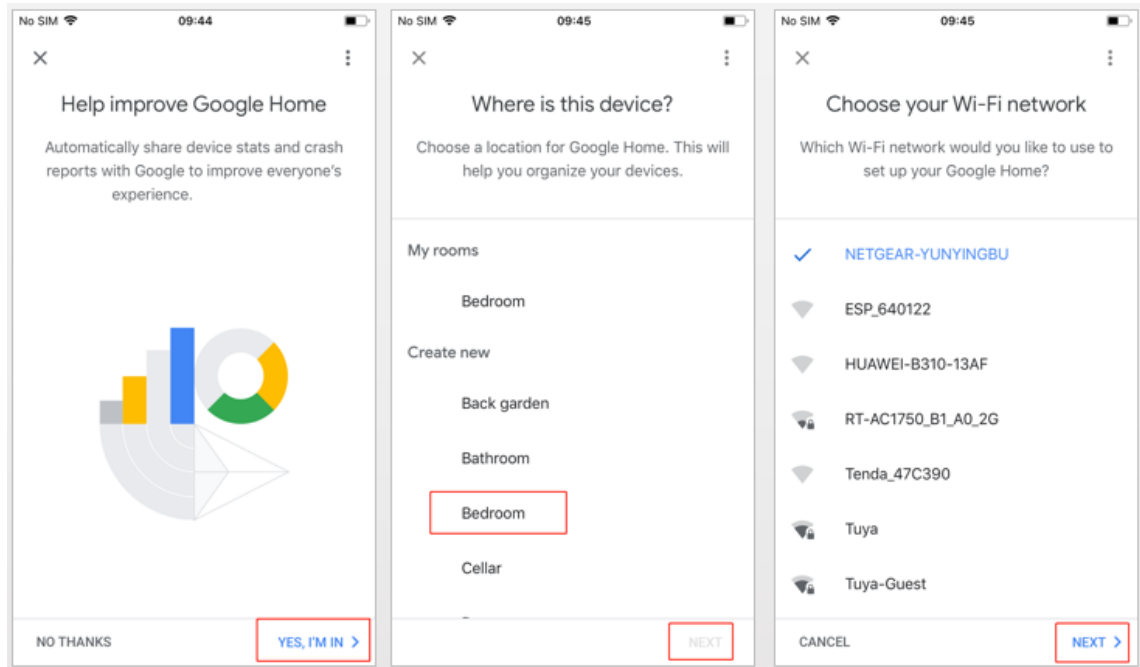 No SIM 09:44
Help improve Google Home
Automatically share device stats and crash
reports with Google to improve everyone's
experience.
NO THANKS
YES, I'M IN
No SIM 09:45
Where is this device?
Choose a location for Google Home. This will
help you organize your devices.
My rooms
Bedroom
Create new
Back garden
Bathroom
Bedroom
Cellar
NEXT
No SIM 09:45
Choose your Wi-Fi network
Which Wi-Fi network would you like to use to
set up your Google Home?
NETGEAR-YUNYINGBU
ESP_640122
HUAWEI-B310-13AF
RT-AC1750_B1_A0_2G
Tenda_47C390
Tuya
Tuya-Guest
CANCEL
NEXT